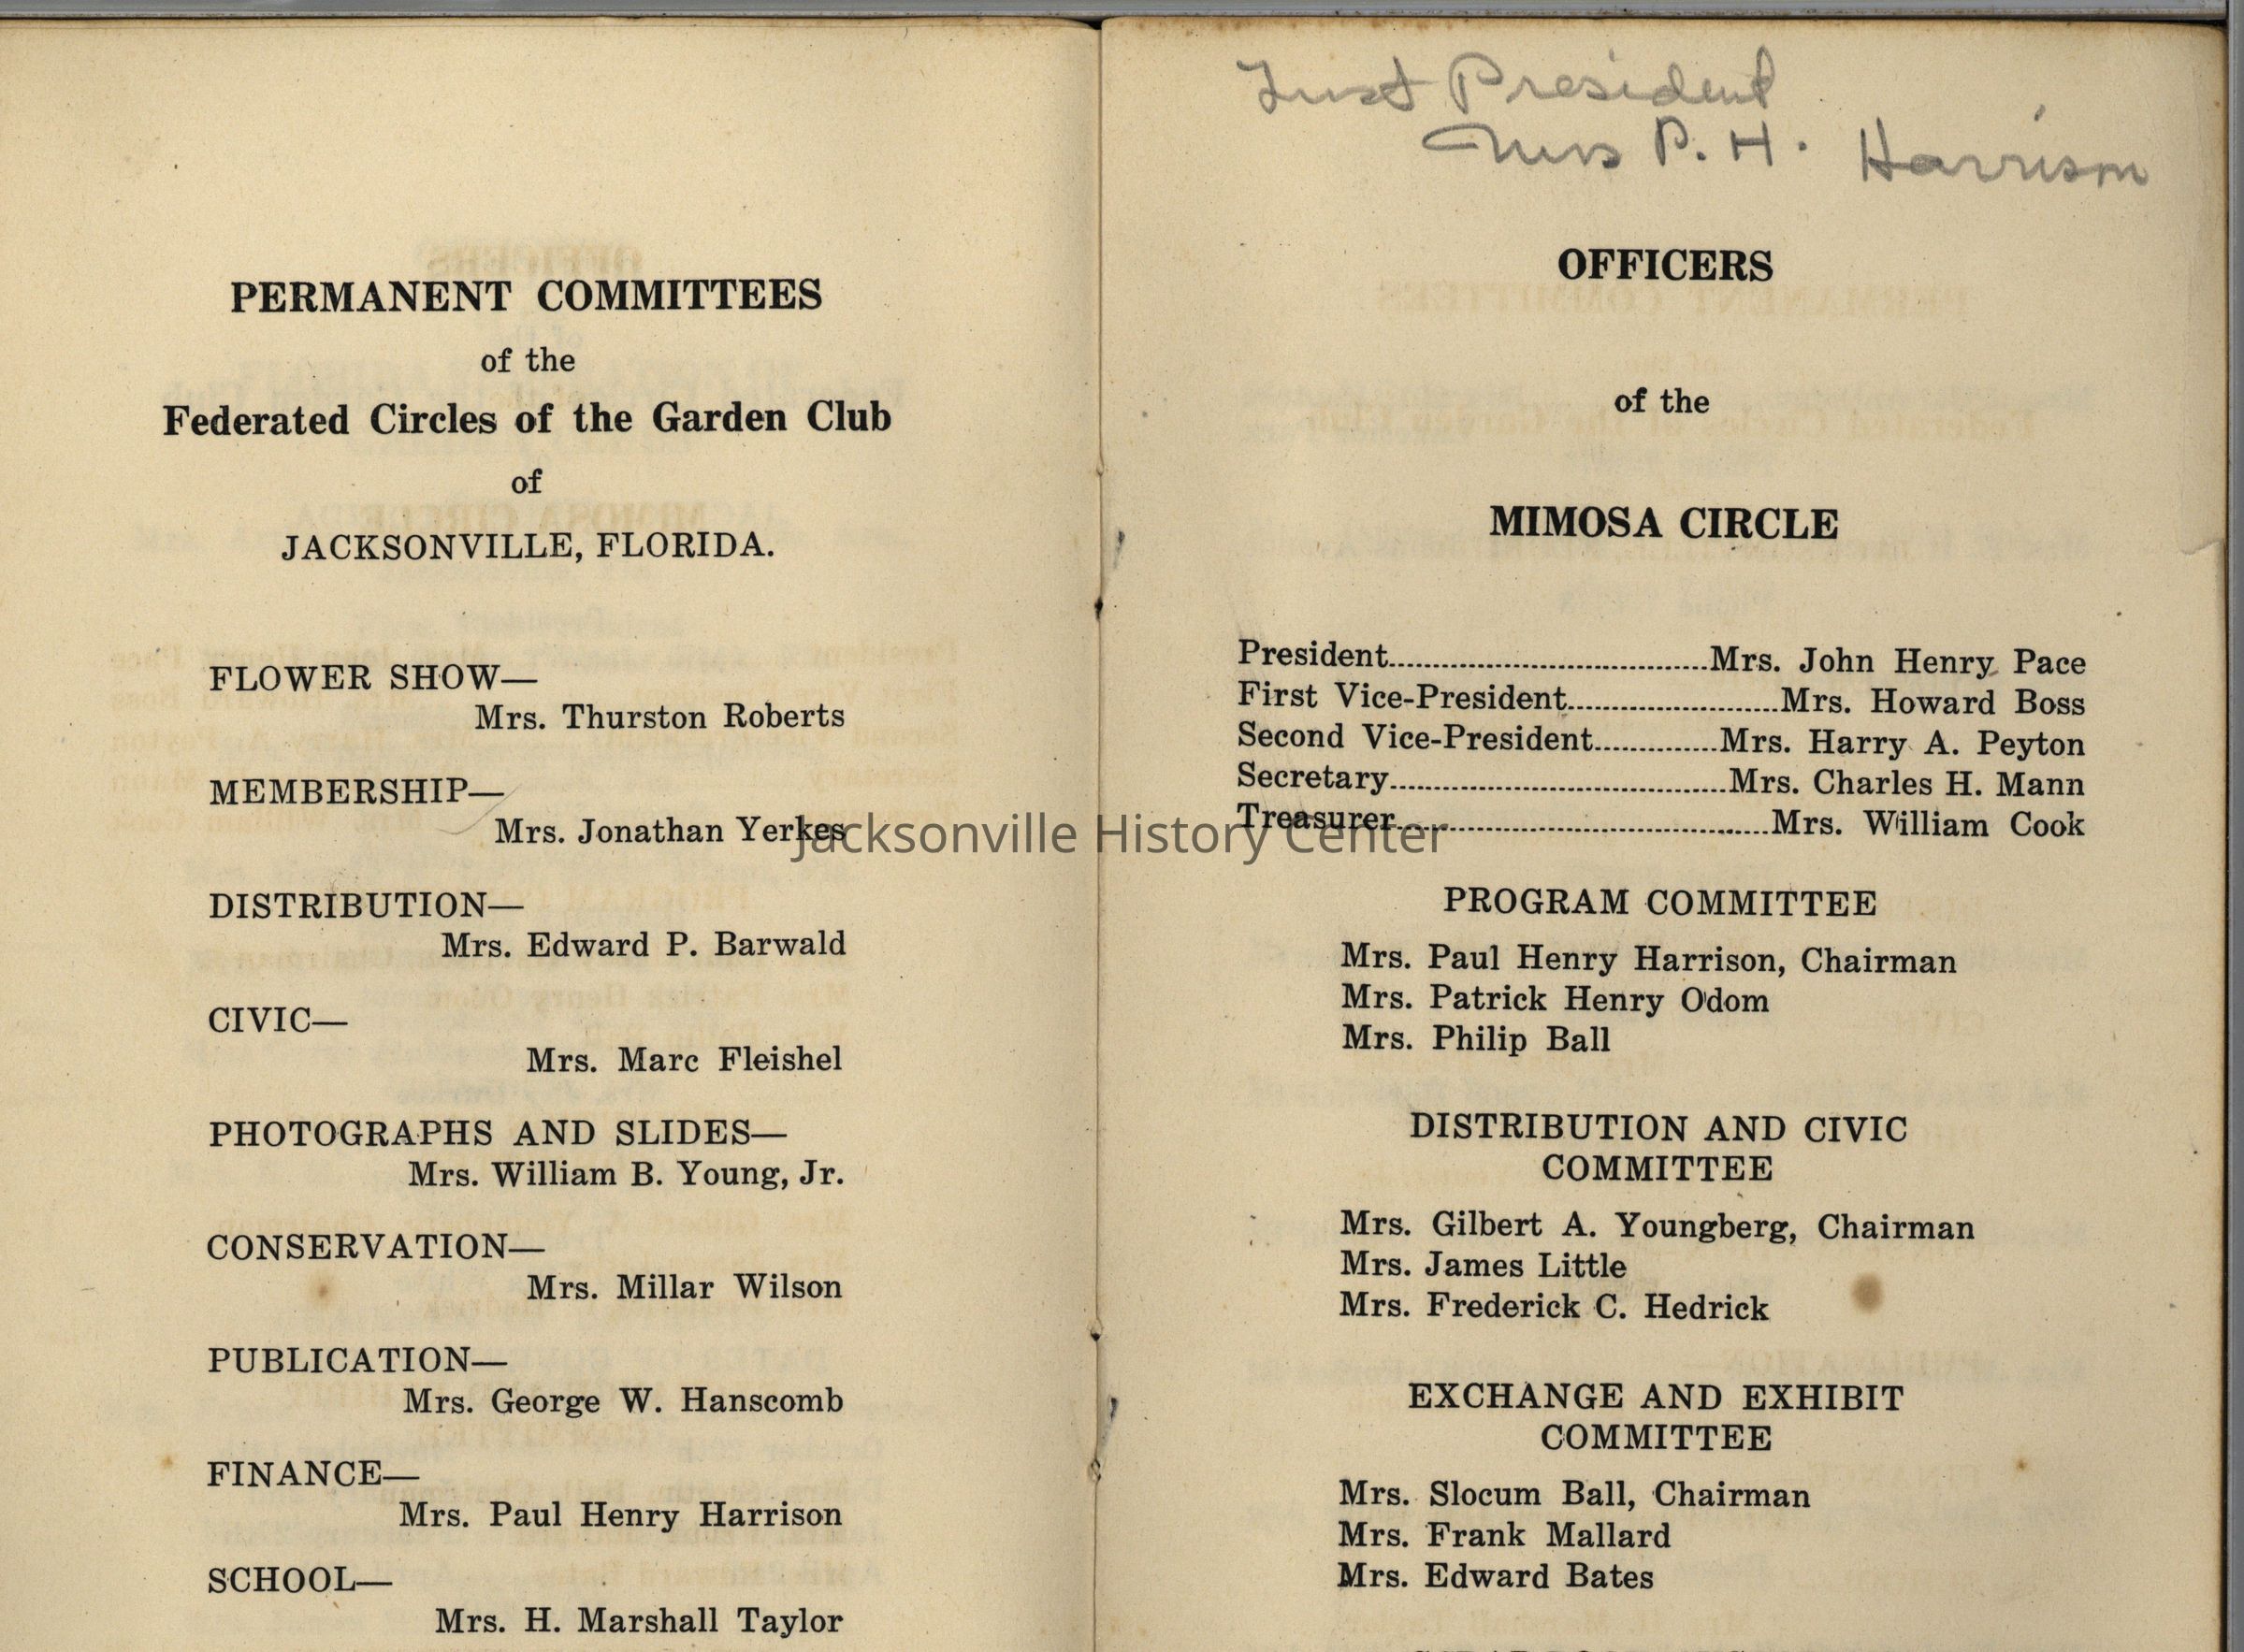 PERMANENT COMMITTEES
of the
Federated Circles of the Garden Club
of
JACKSONVILLE, FLORIDA.
FLOWER SHOW—
Mrs. Thurston Roberts
MEMBERSHIP—
Mrs. Jonathan Yerkes
DISTRIBUTION—
Mrs. Edward P. Barwald
CIVIC—
Mrs. Marc Fleishel
PHOTOGRAPHS AND SLIDES—
Mrs. William B. Young, Jr.
CONSERVATION—
Mrs. Millar Wilson
PUBLICATION—
Mrs. George W. Hanscomb
FINANCE—
Mrs. Paul Henry Harrison
SCHOOL—
Mrs. H. Marshall Taylor
First President
Mrs P. H. Harrison
OFFICERS
of the
MIMOSA CIRCLE
President....................................Mrs. John Henry Pace
First Vice-President........................Mrs. Howard Boss
Second Vice-President..............Mrs. Harry A. Peyton
Secretary......................................Mrs. Charles H. Mann
Treasurer...........................................Mrs. William Cook
PROGRAM COMMITTEE
Mrs. Paul Henry Harrison, Chairman
Mrs. Patrick Henry Odom
Mrs. Philip Ball
DISTRIBUTION AND CIVIC
COMMITTEE
Mrs. Gilbert A. Youngberg, Chairman
Mrs. James Little
Mrs. Frederick C. Hedrick
EXCHANGE AND EXHIBIT
COMMITTEE
Mrs. Slocum Ball, Chairman
Mrs. Frank Mallard
Mrs. Edward Bates
Jacksonville History Center